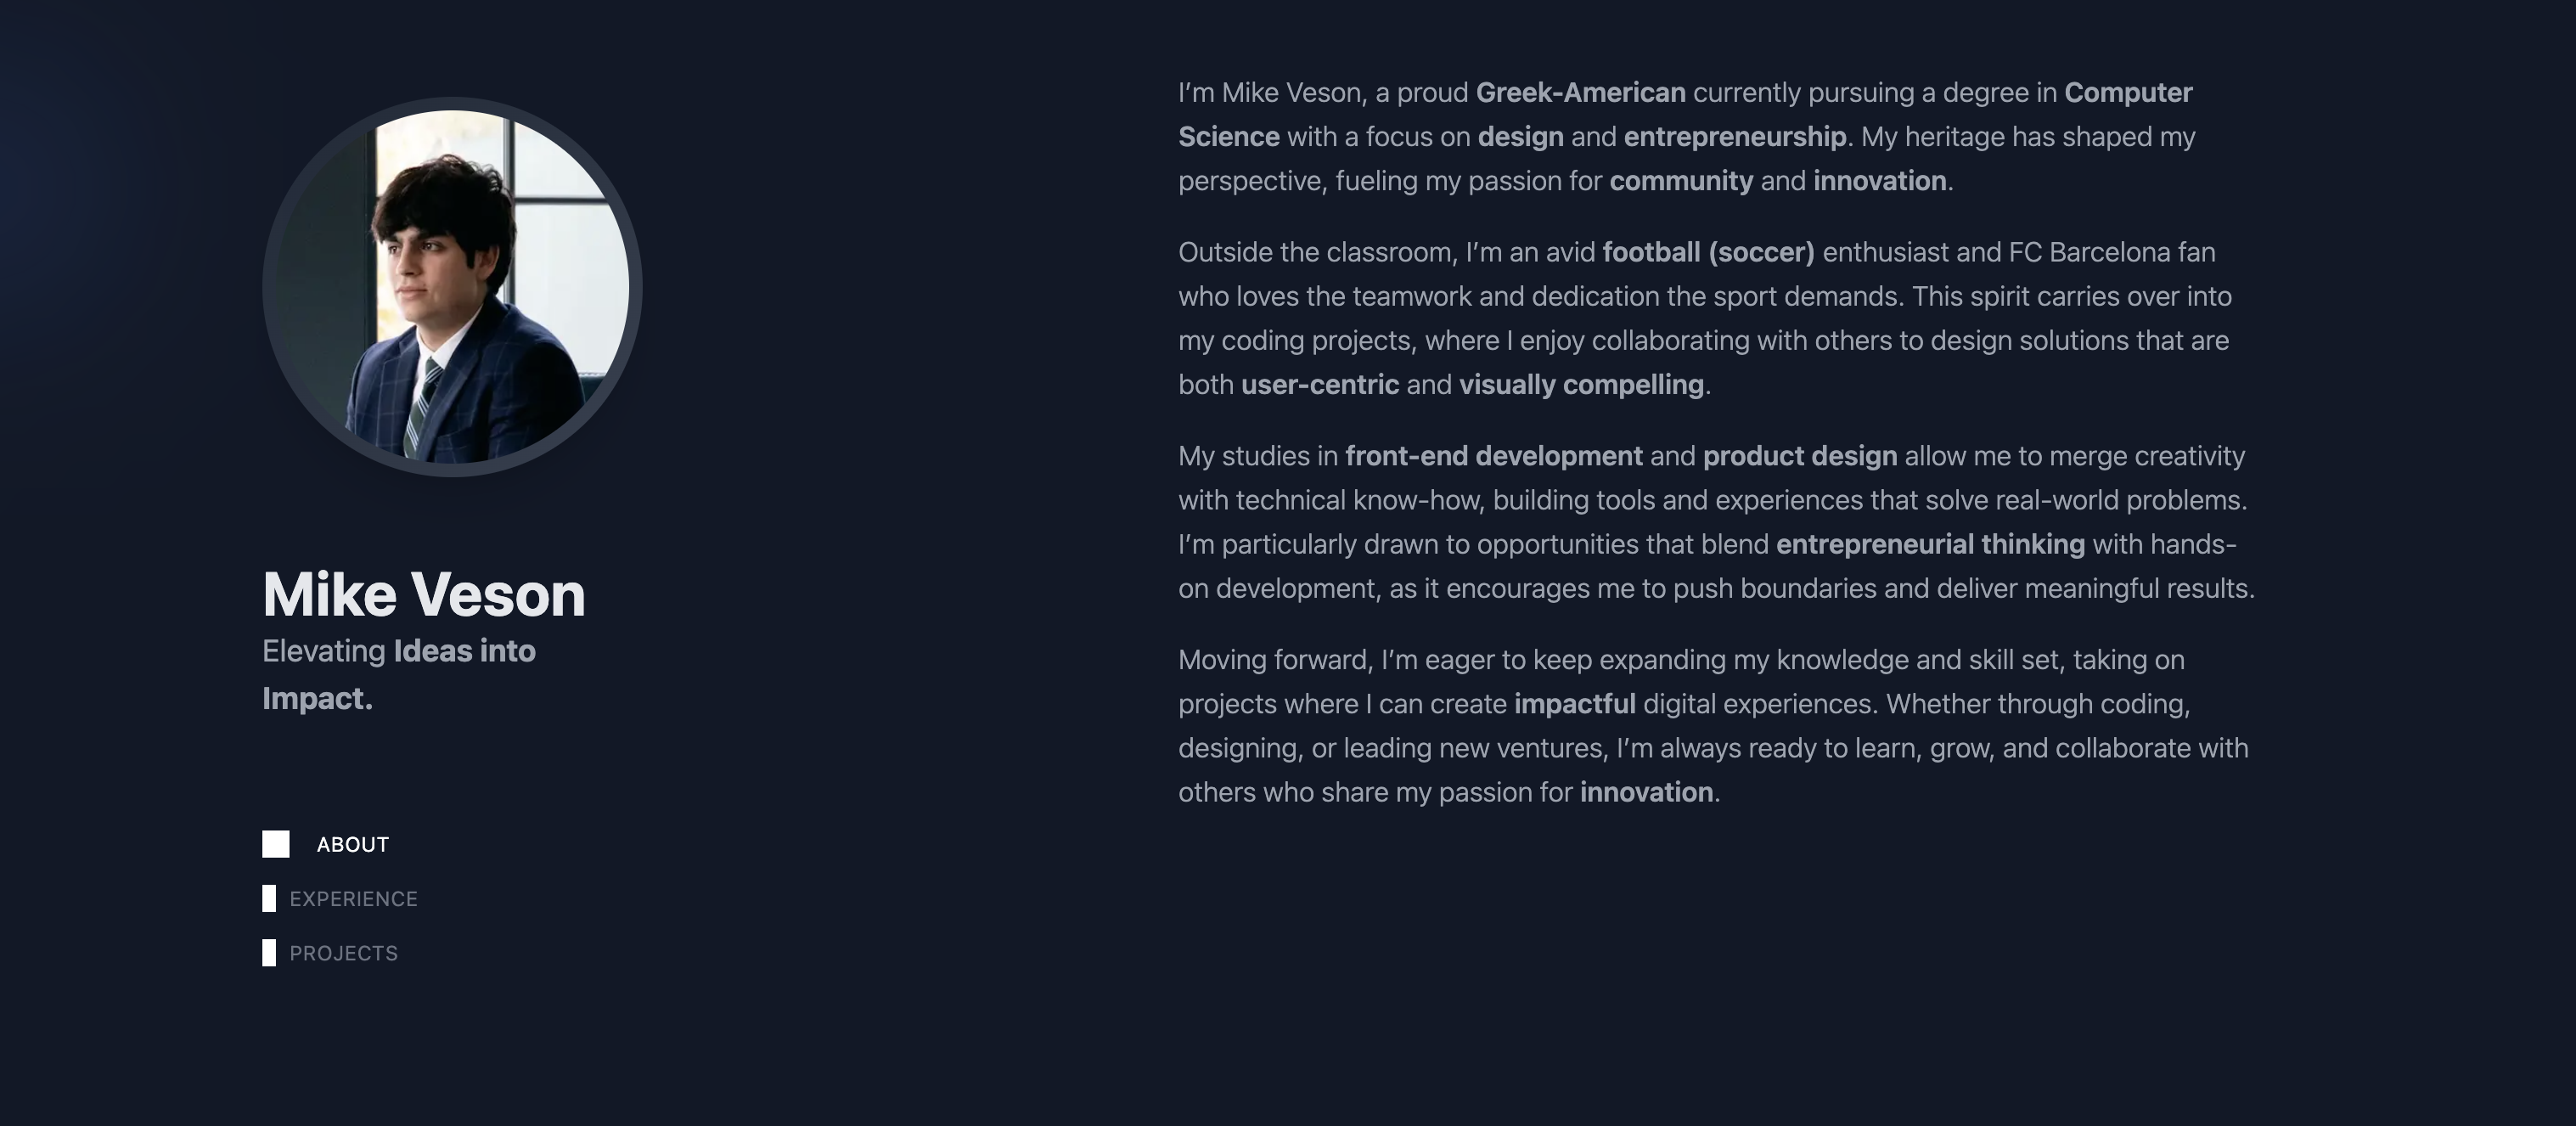 Mike Veson
Elevating Ideas into
Impact.
ABOUT
EXPERIENCE
PROJECTS
I’m Mike Veson, a proud Greek-American currently pursuing a degree in Computer
Science with a focus on design and entrepreneurship. My heritage has shaped my
perspective, fueling my passion for community and innovation.
Outside the classroom, I’m an avid football (soccer) enthusiast and FC Barcelona fan
who loves the teamwork and dedication the sport demands. This spirit carries over into
my coding projects, where I enjoy collaborating with others to design solutions that are
both user-centric and visually compelling.
My studies in front-end development and product design allow me to merge creativity
with technical know-how, building tools and experiences that solve real-world problems.
I’m particularly drawn to opportunities that blend entrepreneurial thinking with hands-
on development, as it encourages me to push boundaries and deliver meaningful results.
Moving forward, I’m eager to keep expanding my knowledge and skill set, taking on
projects where I can create impactful digital experiences. Whether through coding,
designing, or leading new ventures, I’m always ready to learn, grow, and collaborate with
others who share my passion for innovation.